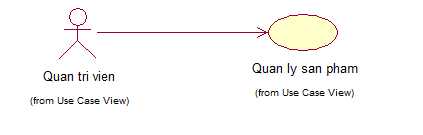 Quan tri vien
(from Use Case View)
Quan ly san pham
(from Use Case View)